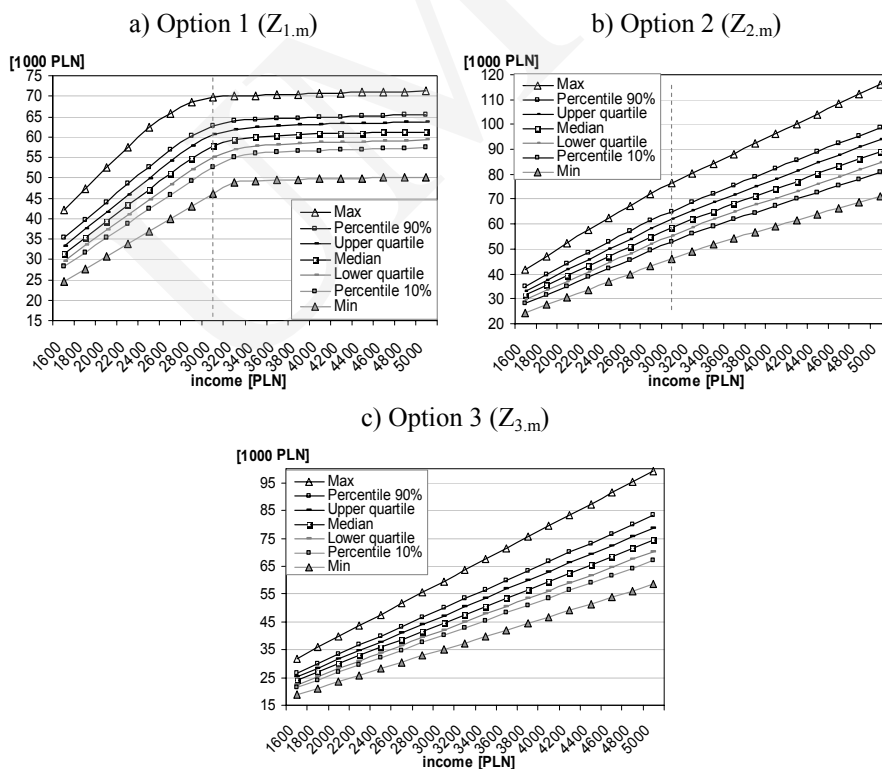 a) Option 1 (Z1.m)
[1000 PLN]
75
70
65
60
55
50
45
40
35
30
25
20
15
Max
Percentile 90%
Upper quartile
Median
Lower quartile
Percentile 10%
Min
1600 1800 2000 2200 2400 2600 2800 3000 3200 3400 3600 3800 4000 4200 4400 4600 4800 5000
income [PLN]
b) Option 2 (Z2.m)
[1000 PLN]
120
110
100
90
80
70
60
50
40
30
20
Max
Percentile 90%
Upper quartile
Median
Lower quartile
Percentile 10%
Min
1600 1800 2000 2200 2400 2600 2800 3000 3200 3400 3600 3800 4000 4200 4400 4600 4800 5000
income [PLN]
c) Option 3 (Z3.m)
[1000 PLN]
95
85
75
65
55
45
35
25
15
Max
Percentile 90%
Upper quartile
Median
Lower quartile
Percentile 10%
Min
1600 1800 2000 2200 2400 2600 2800 3000 3200 3400 3600 3800 4000 4200 4400 4600 4800 5000
income [PLN]